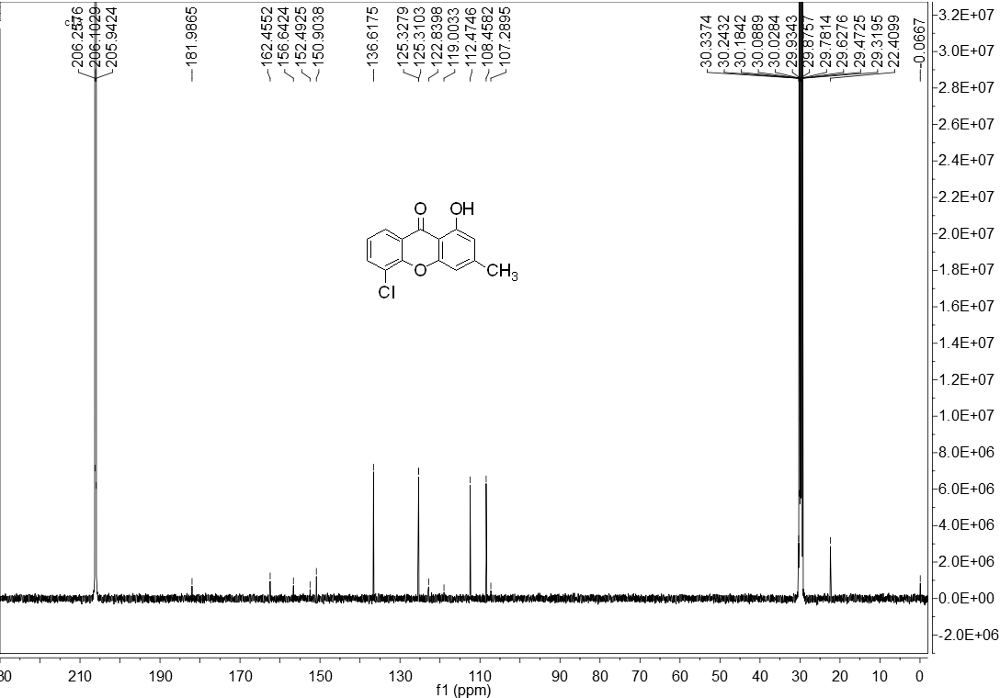 206.2576
206.1029
205.9424
181.9865
162.4552
156.6424
152.4925
150.9038
136.6175
125.3279
125.3103
122.8398
119.0033
112.4746
108.4582
107.2895
30.3374
30.2432
30.1842
30.0889
30.0284
29.9343
29.8757
29.7814
29.6276
29.4725
29.3195
22.4099
-0.0667
3.2E+07
3.0E+07
2.8E+07
2.6E+07
2.4E+07
2.2E+07
2.0E+07
1.8E+07
1.6E+07
1.4E+07
1.2E+07
1.0E+07
8.0E+06
6.0E+06
4.0E+06
2.0E+06
0.0E+00
-2.0E+06
O OH
O CH3
Cl
210 190 170 150 130 110 90 80 70 60 50 40 30 20 10 0
f1 (ppm)